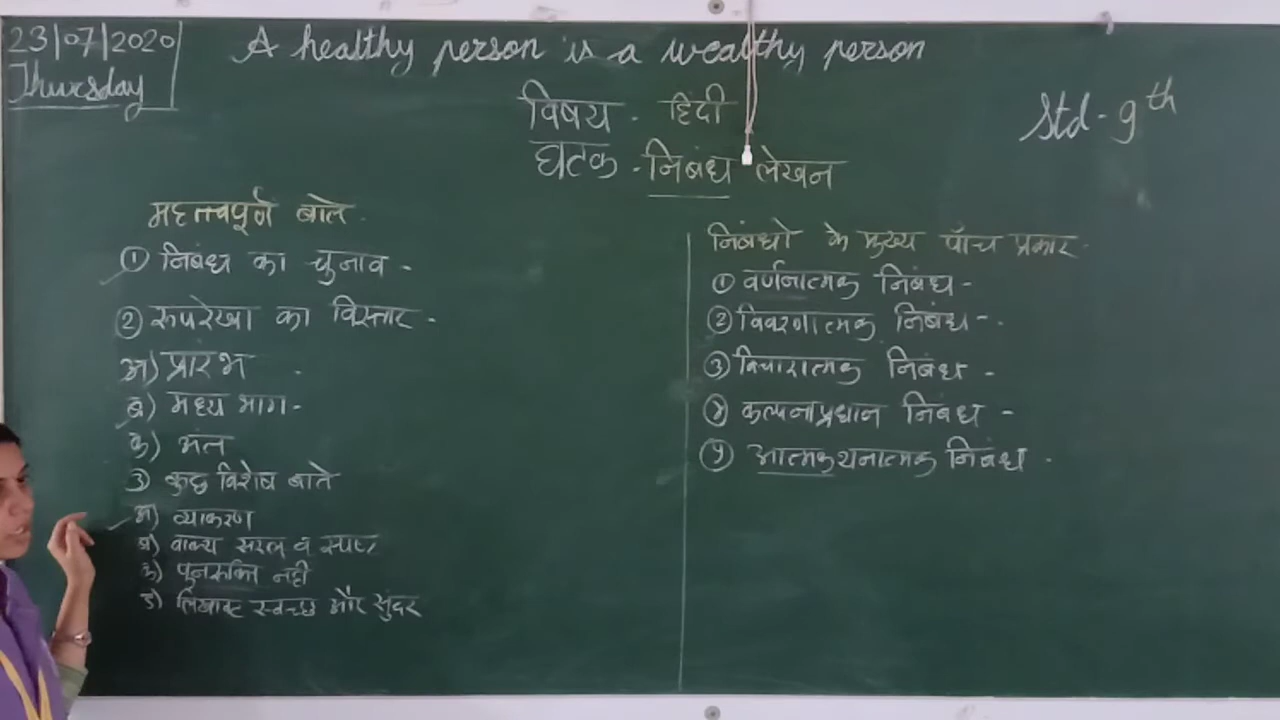 23/07/2020
Thursday
A healthy person is a wealthy person
Std - 9th
विषय - हिंदी
घटक - निबंध लेखन
महत्त्वपूर्ण बाते -
① निबंध का चुनाव -
② रुपरेखा का विस्तार -
अ) प्रारंभ -
ब) मध्य भाग -
क) अंत
③ कुछ विशेष बाते
अ) व्याकरण
ब) वाक्य सरल व स्पष्ट
क) पुनरुक्ति नही
ड) लिखावट स्वच्छ और सुंदर
निबंधो के मुख्य पाँच प्रकार -
① वर्णनात्मक निबंध -
② विवरणात्मक निबंध -
③ विचारात्मक निबंध -
④ कल्पनाप्रधान निबंध -
⑤ आत्मकथनात्मक निबंध -